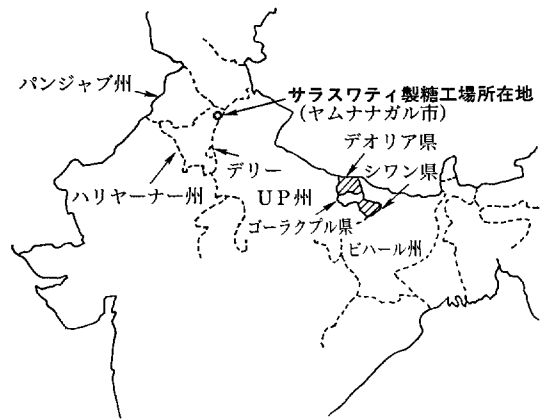 パンジャブ州
サラスワティ製糖工場所在地
(ヤムナナガル市)
デオリア県
シワン県
デリー
ハリヤーナー州
UP州
ゴーラクプル県
ビハール州